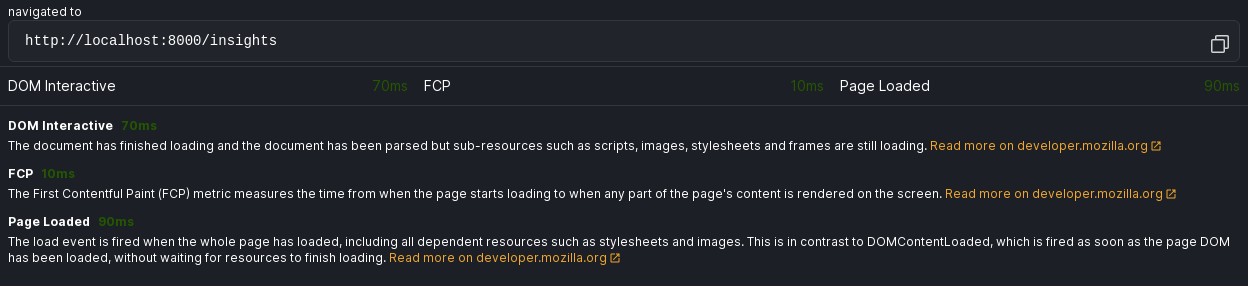 navigated to
http://localhost:8000/insights
DOM Interactive 70ms FCP 10ms Page Loaded 90ms
DOM Interactive 70ms
The document has finished loading and the document has been parsed but sub-resources such as scripts, images, stylesheets and frames are still loading. Read more on developer.mozilla.org
FCP 10ms
The First Contentful Paint (FCP) metric measures the time from when the page starts loading to when any part of the page's content is rendered on the screen. Read more on developer.mozilla.org
Page Loaded 90ms
The load event is fired when the whole page has loaded, including all dependent resources such as stylesheets and images. This is in contrast to DOMContentLoaded, which is fired as soon as the page DOM
has been loaded, without waiting for resources to finish loading. Read more on developer.mozilla.org